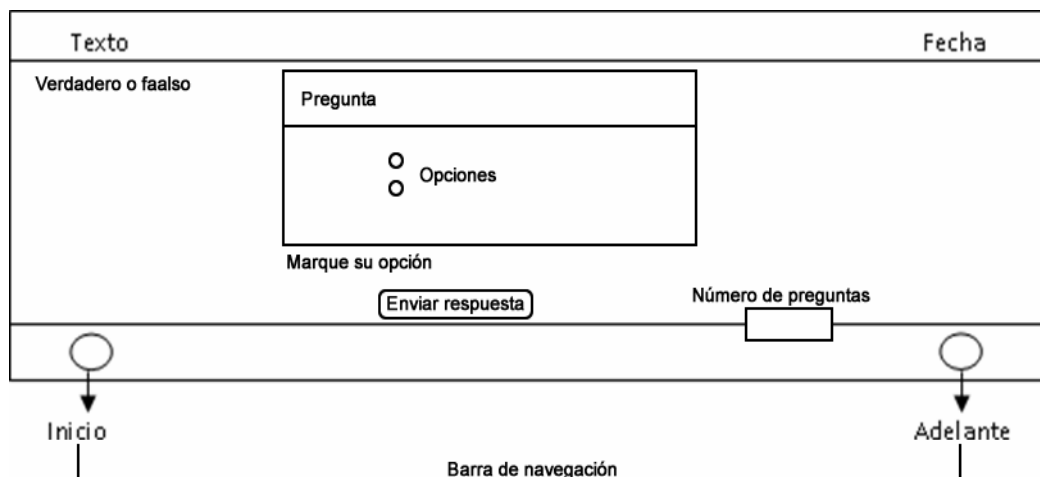 Texto
Fecha
Verdadero o faalso
Pregunta
Opciones
Marque su opción
Enviar respuesta
Número de preguntas
Inicio
Adelante
Barra de navegación